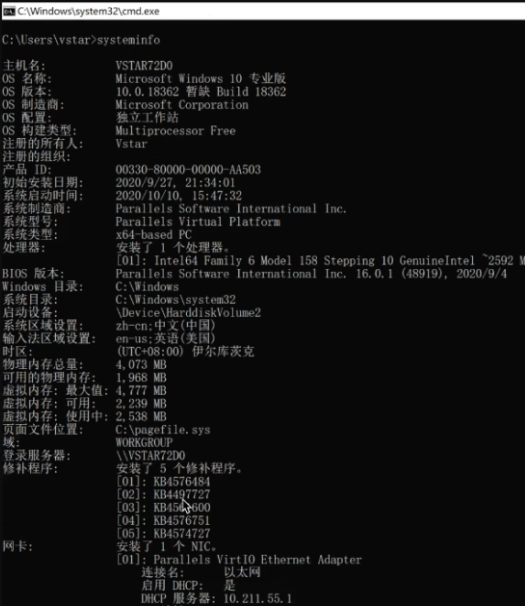 C:\Windows\system32\cmd.exe
C:\Users\vstar>systeminfo
主机名: VSTAR72D0
OS 名称: Microsoft Windows 10 专业版
OS 版本: 10.0.18362 暂缺 Build 18362
OS 制造商: Microsoft Corporation
OS 配置: 独立工作站
OS 构建类型: Multiprocessor Free
注册的所有人: Vstar
注册的组织:
产品 ID: 00330-80000-00000-AA503
初始安装日期: 2020/9/27, 21:34:01
系统启动时间: 2020/10/10, 15:47:32
系统制造商: Parallels Software International Inc.
系统型号: Parallels Virtual Platform
系统类型: x64-based PC
处理器: 安装了 1 个处理器。
[01]: Intel64 Family 6 Model 158 Stepping 10 GenuineIntel ~2592 M
BIOS 版本: Parallels Software International Inc. 16.0.1 (48919), 2020/9/4
Windows 目录: C:\Windows
系统目录: C:\Windows\system32
启动设备: \Device\HarddiskVolume2
系统区域设置: zh-cn;中文(中国)
输入法区域设置: en-us;英语(美国)
时区: (UTC+08:00) 伊尔库茨克
物理内存总量: 4,073 MB
可用的物理内存: 1,968 MB
虚拟内存: 最大值: 4,777 MB
虚拟内存: 可用: 2,239 MB
虚拟内存: 使用中: 2,538 MB
页面文件位置: C:\pagefile.sys
域: WORKGROUP
登录服务器: \\VSTAR72D0
修补程序: 安装了 5 个修补程序。
[01]: KB4576484
[02]: KB4497727
[03]:
[04]: KB4576751
[05]: KB4574727
网卡: 安装了 1 个 NIC。
[01]: Parallels VirtIO Ethernet Adapter
连接名: 以太网
启用 DHCP: 是
DHCP 服务器: 10.211.55.1